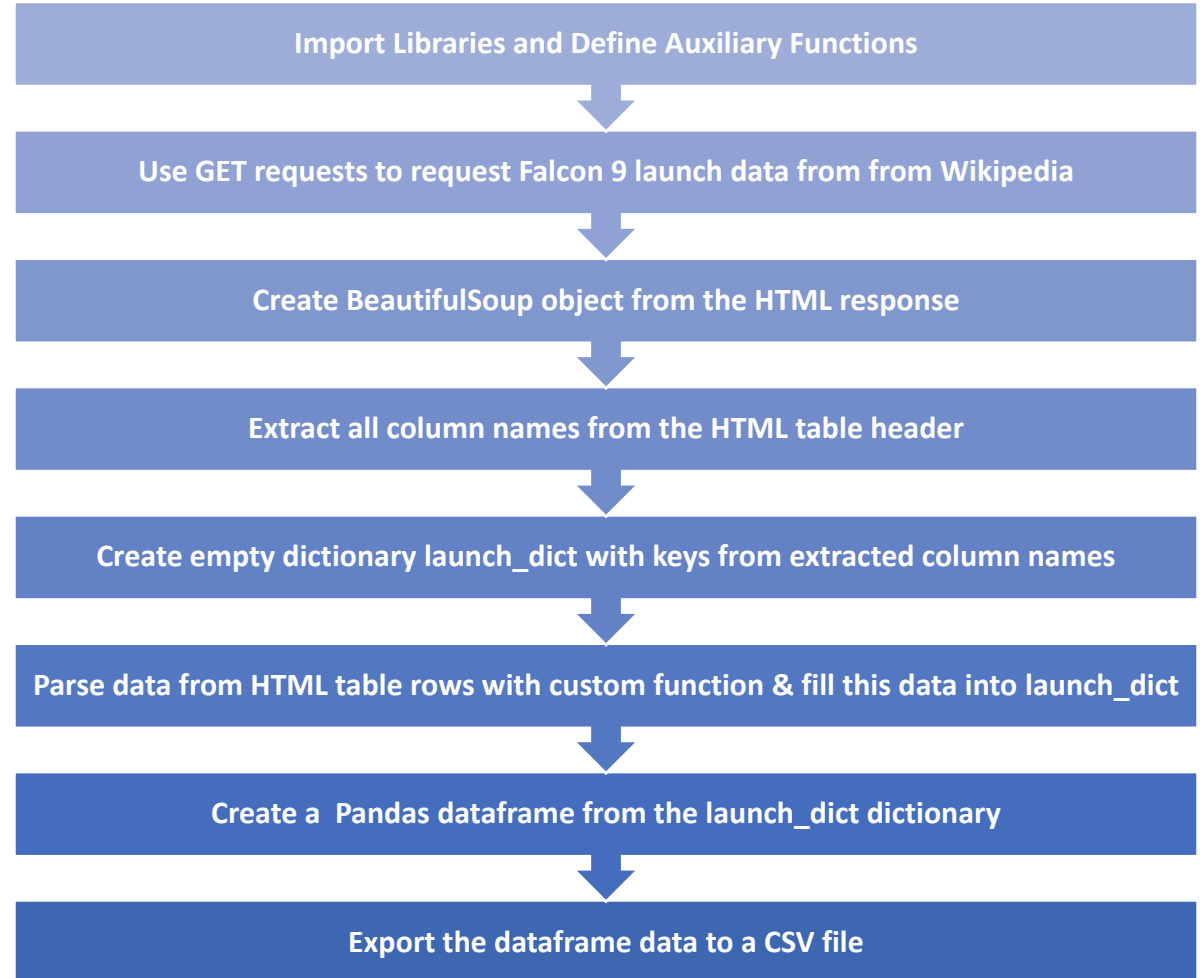 Import Libraries and Define Auxiliary Functions
Use GET requests to request Falcon 9 launch data from from Wikipedia
Create BeautifulSoup object from the HTML response
Extract all column names from the HTML table header
Create empty dictionary launch_dict with keys from extracted column names
Parse data from HTML table rows with custom function & fill this data into launch_dict
Create a  Pandas dataframe from the launch_dict dictionary
Export the dataframe data to a CSV file